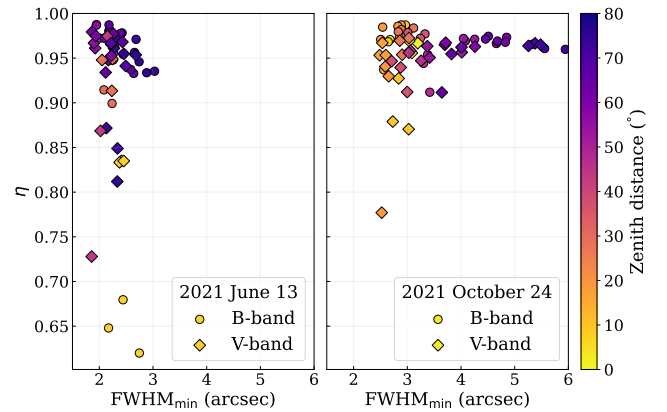 1.00
0.95
0.90
0.85
0.80
0.75
0.70
0.65
η
2 3 4 5 6
FWHM_min (arcsec)
2021 June 13
B-band
V-band
2 3 4 5 6
FWHM_min (arcsec)
2021 October 24
B-band
V-band
80
70
60
50
40
30
20
10
0
Zenith distance (°)